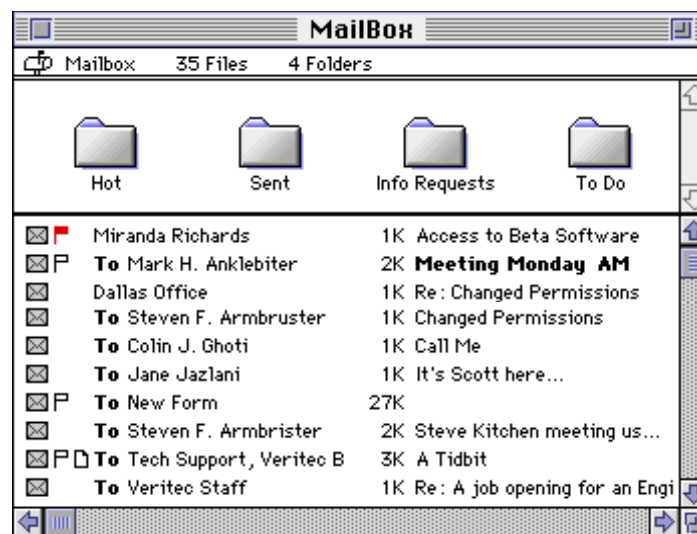 MailBox
Mailbox 35 Files 4 Folders
Hot Sent Info Requests To Do
Miranda Richards 1K Access to Beta Software
To Mark H. Anklebiter 2K Meeting Monday AM
Dallas Office 1K Re: Changed Permissions
To Steven F. Armbruster 1K Changed Permissions
To Colin J. Ghoti 1K Call Me
To Jane Jazlani 1K It's Scott here...
To New Form 27K
To Steven F. Armbrister 2K Steve Kitchen meeting us...
To Tech Support, Veritec B 3K A Tidbit
To Veritec Staff 1K Re: A job opening for an Engi